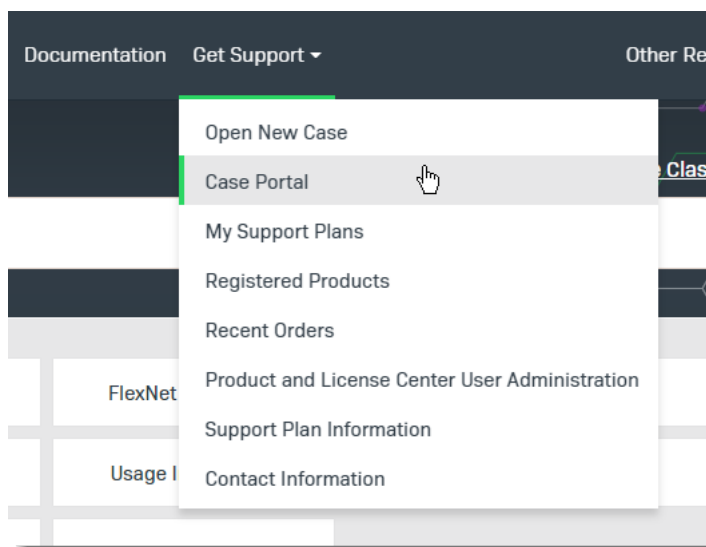 Documentation Get Support Other Re
Open New Case
Clas
Case Portal
My Support Plans
Registered Products
Recent Orders
Product and License Center User Administration
FlexNet
Support Plan Information
Usage I
Contact Information